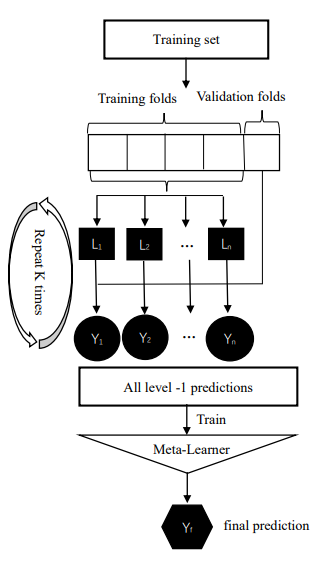 Training set
Training folds
Validation folds
L1
L2
...
Ln
Repeat K times
Y1
Y2
...
Yn
All level -1 predictions
Train
Meta-Learner
Yf
final prediction